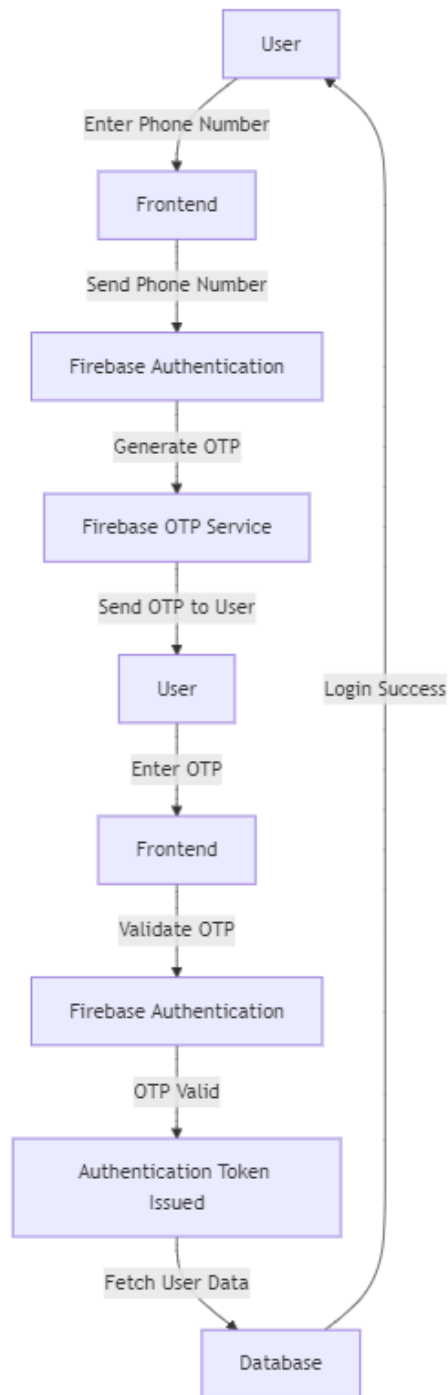 User
Enter Phone Number
Frontend
Send Phone Number
Firebase Authentication
Generate OTP
Firebase OTP Service
Send OTP to User
User
Login Success
Enter OTP
Frontend
Validate OTP
Firebase Authentication
OTP Valid
Authentication Token
Issued
Fetch User Data
Database